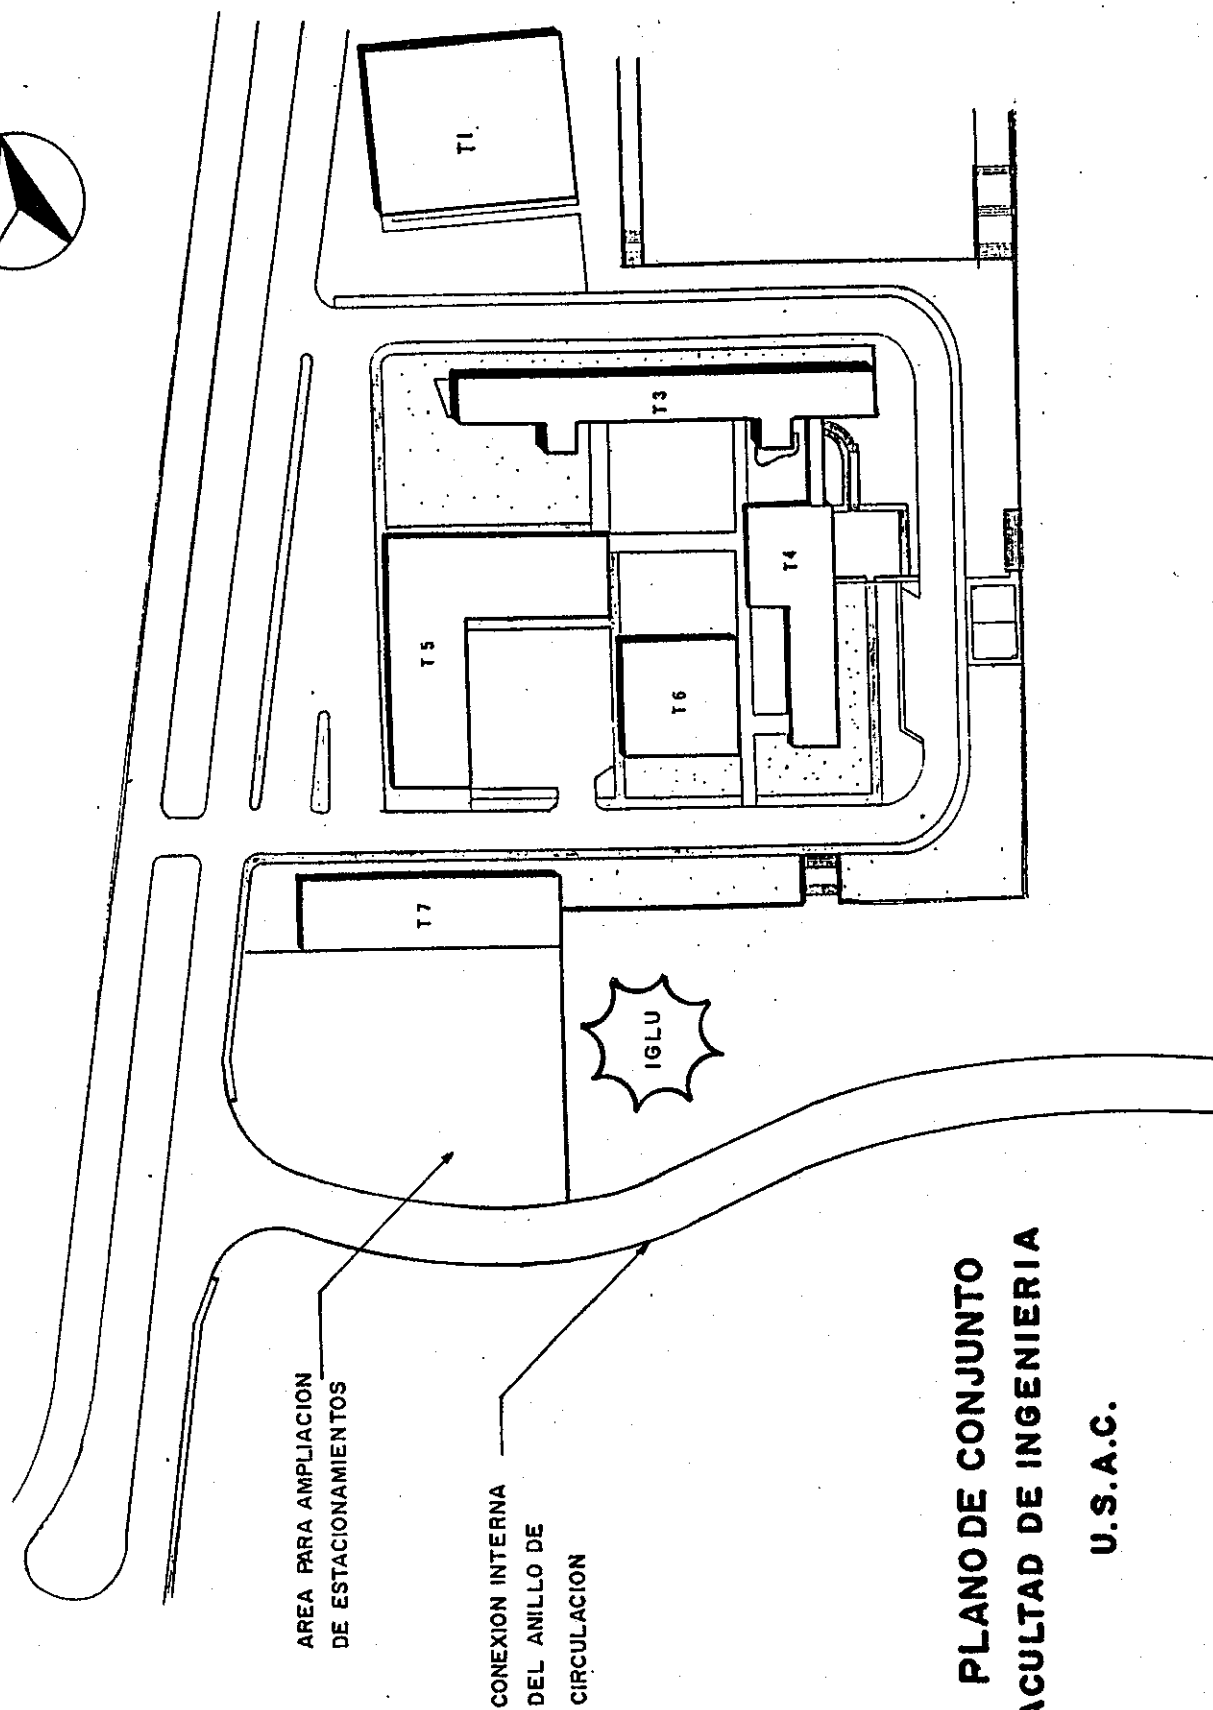 T1.
T3
T5
T4
T6
T7
IGLU
AREA PARA AMPLIACION
DE ESTACIONAMIENTOS
CONEXION INTERNA
DEL ANILLO DE
CIRCULACION
PLANO DE CONJUNTO
ACULTAD DE INGENIERIA
U.S.A.C.